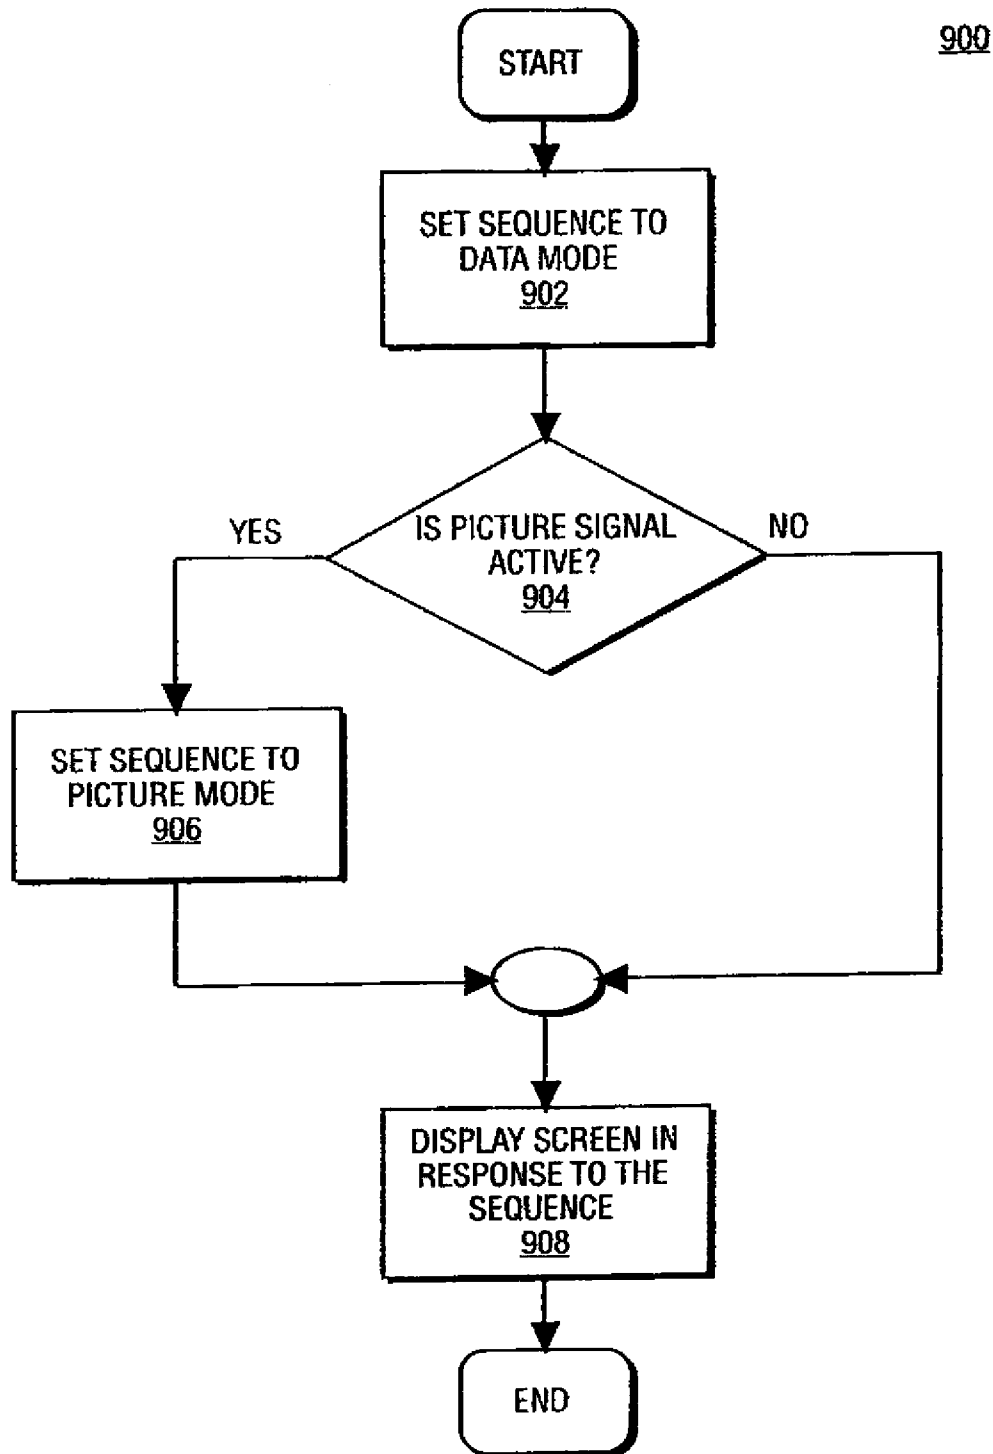 900
START
SET SEQUENCE TO
DATA MODE
902
IS PICTURE SIGNAL
ACTIVE?
904
YES
NO
SET SEQUENCE TO
PICTURE MODE
906
DISPLAY SCREEN IN
RESPONSE TO THE
SEQUENCE
908
END